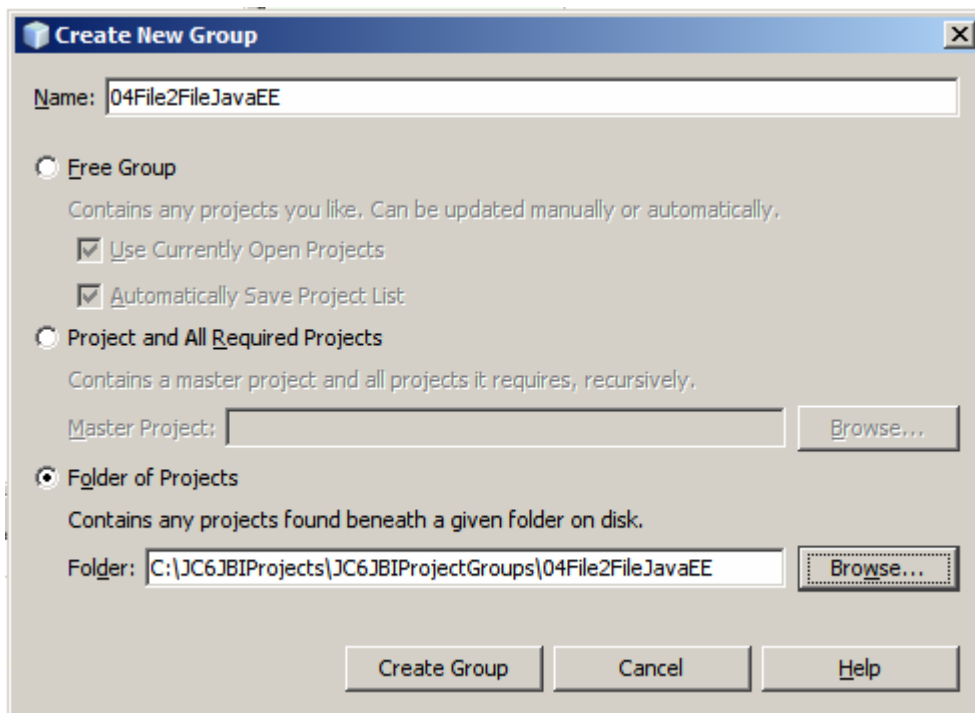 Create New Group
Name: 04File2FileJavaEE
Free Group
Contains any projects you like. Can be updated manually or automatically.
Use Currently Open Projects
Automatically Save Project List
Project and All Required Projects
Contains a master project and all projects it requires, recursively.
Master Project: Browse...
Folder of Projects
Contains any projects found beneath a given folder on disk.
Folder: C:\JC6JBIProjects\JC6JBIProjectGroups\04File2FileJavaEE Browse...
Create Group Cancel Help